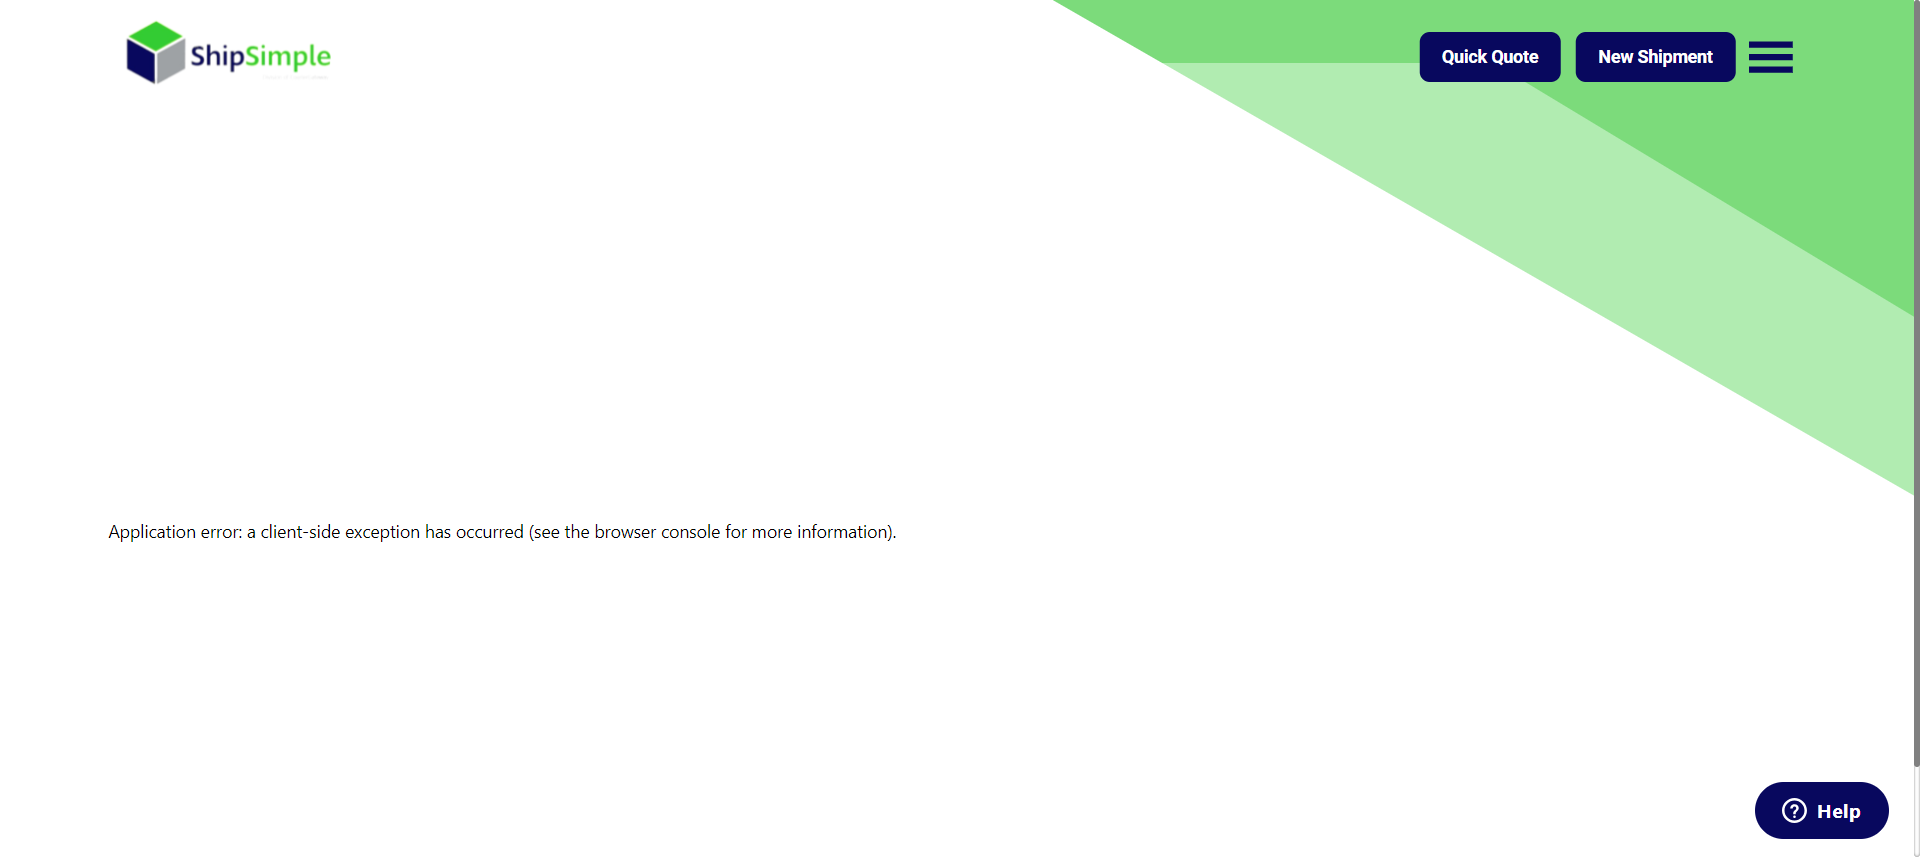 ShipSimple
Quick Quote
New Shipment
Application error: a client-side exception has occurred (see the browser console for more information).
Help